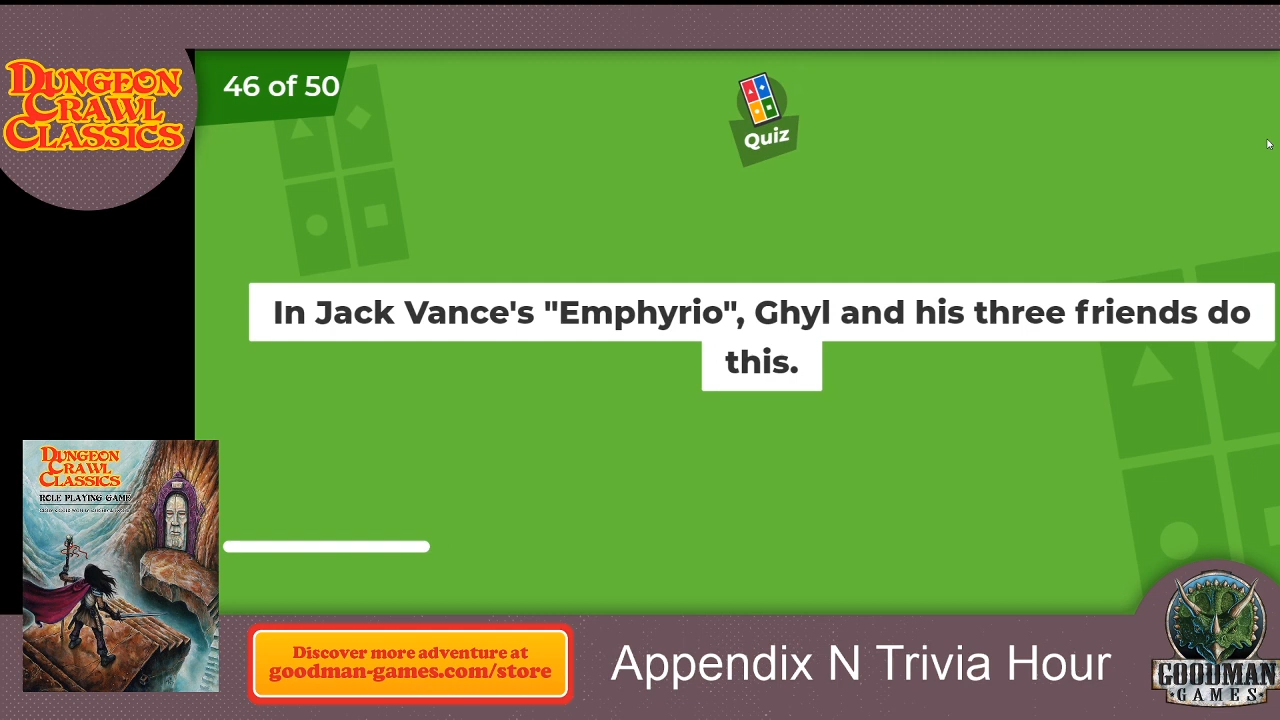 DUNGEON
CRAWL
CLASSICS
46 of 50
Quiz
In Jack Vance's "Emphyrio", Ghyl and his three friends do
this.
DUNGEON
CRAWL
CLASSICS
ROLE PLAYING GAME
Discover more adventure at
goodman-games.com/store
Appendix N Trivia Hour
GOODMAN
GAMES